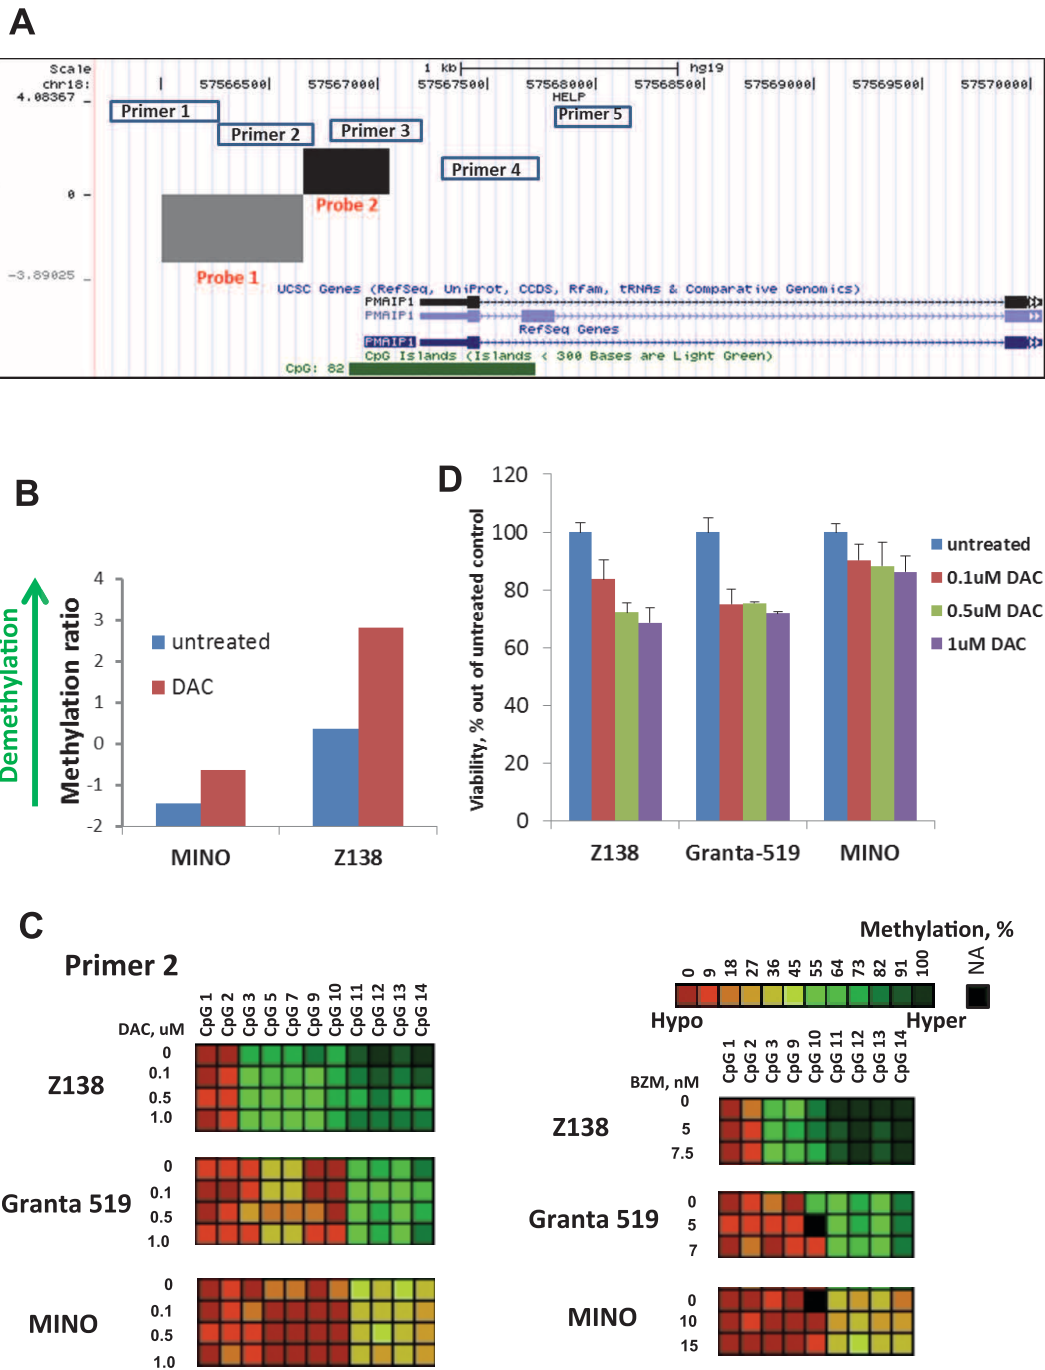 A
Scale
1 kb
hg19
chr18:
57566500
57567000
57567500
57568000
57568500
57569000
57569500
57570000
4.08367
HELP
Primer 1
Primer 2
Primer 3
Primer 5
Primer 4
0
Probe 2
Probe 1
-3.89025
UCSC Genes (RefSeq, UniProt, CCDS, Rfam, tRNAs & Comparative Genomics)
PMAIP1
PMAIP1
RefSeq Genes
PMAIP1
CpG Islands (Islands < 300 Bases are Light Green)
CpG: 82
B
Demethylation
Methylation ratio
4
3
2
1
0
-1
-2
untreated
DAC
MINO
Z138
D
Viability, % out of untreated control
120
100
80
60
40
20
0
untreated
0.1uM DAC
0.5uM DAC
1uM DAC
Z138
Granta-519
MINO
C
Primer 2
DAC, uM
CpG 1
CpG 2
CpG 3
CpG 5
CpG 7
CpG 9
CpG 10
CpG 11
CpG 12
CpG 13
CpG 14
Z138
0
0.1
0.5
1.0
Granta 519
0
0.1
0.5
1.0
MINO
0
0.1
0.5
1.0
Methylation, %
0
9
18
27
36
45
55
64
73
82
91
100
NA
Hypo
Hyper
BZM, nM
CpG 1
CpG 2
CpG 3
CpG 9
CpG 10
CpG 11
CpG 12
CpG 13
CpG 14
Z138
0
5
7.5
Granta 519
0
5
7
MINO
0
10
15